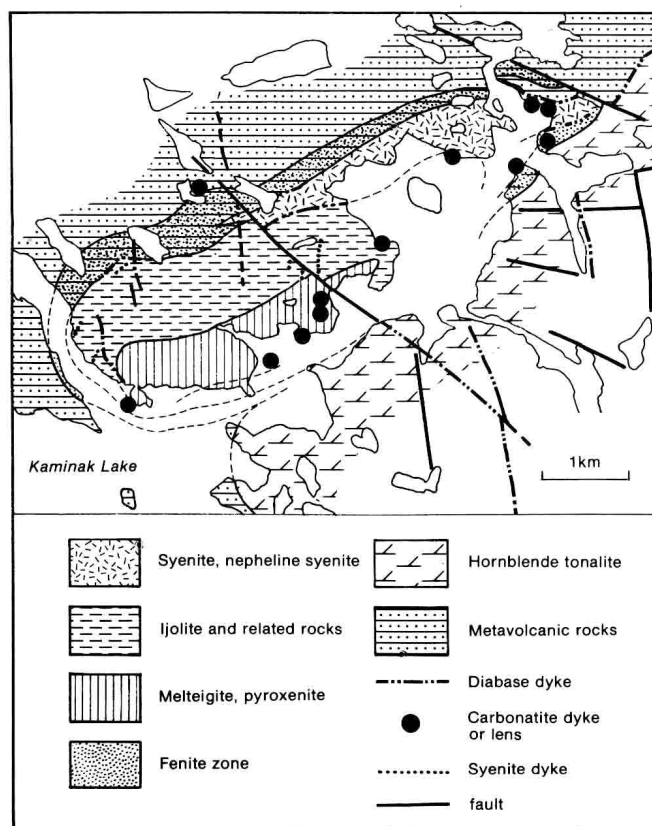 Kaminak Lake
1km
Syenite, nepheline syenite
Ijolite and related rocks
Melteigite, pyroxenite
Fenite zone
Hornblende tonalite
Metavolcanic rocks
Diabase dyke
Carbonatite dyke
or lens
Syenite dyke
fault